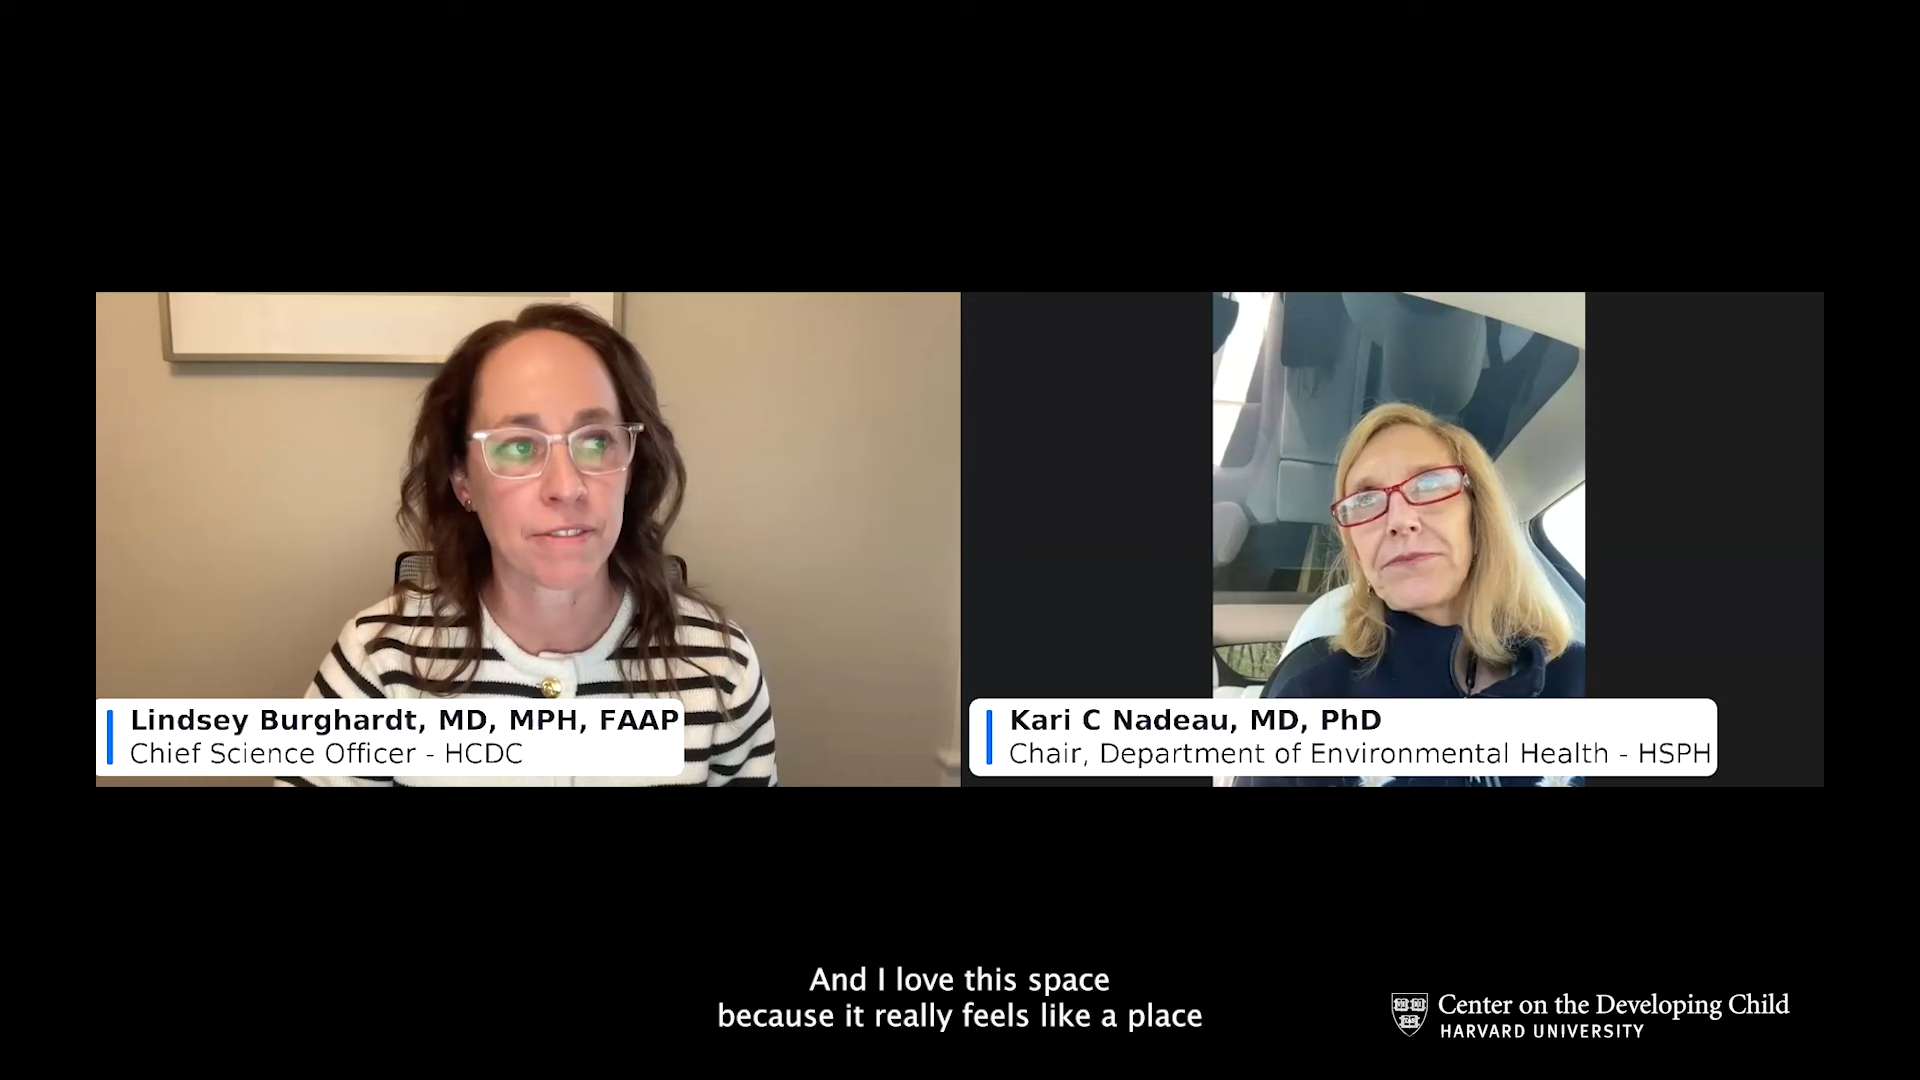 Lindsey Burghardt, MD, MPH, FAAP
Chief Science Officer - HCDC
Kari C Nadeau, MD, PhD
Chair, Department of Environmental Health - HSPH
And I love this space
because it really feels like a place
Center on the Developing Child
HARVARD UNIVERSITY